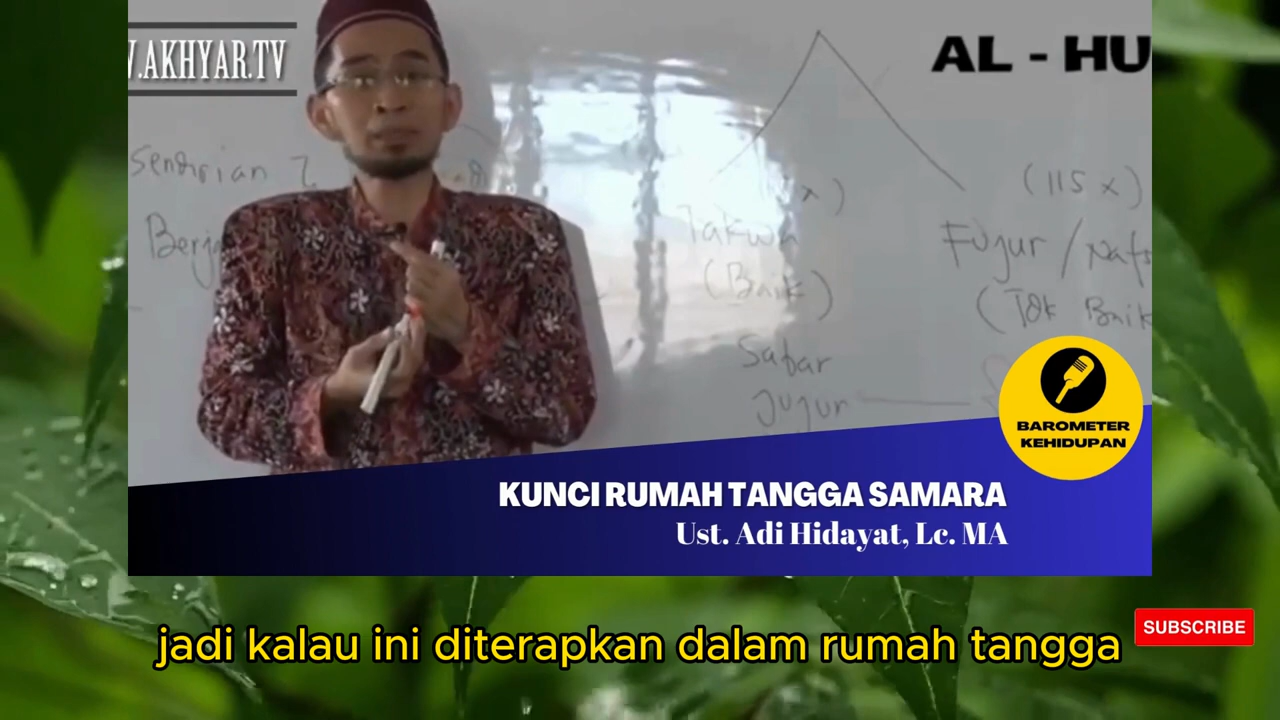 W.AKHYAR.TV
AL - HU
sendirian
(115 x)
Takwa
Fujur / Nafs
(Baik)
(Tdk Baik
Sabar
Jujur
BAROMETER
KEHIDUPAN
KUNCI RUMAH TANGGA SAMARA
Ust. Adi Hidayat, Lc. MA
jadi kalau ini diterapkan dalam rumah tangga
SUBSCRIBE